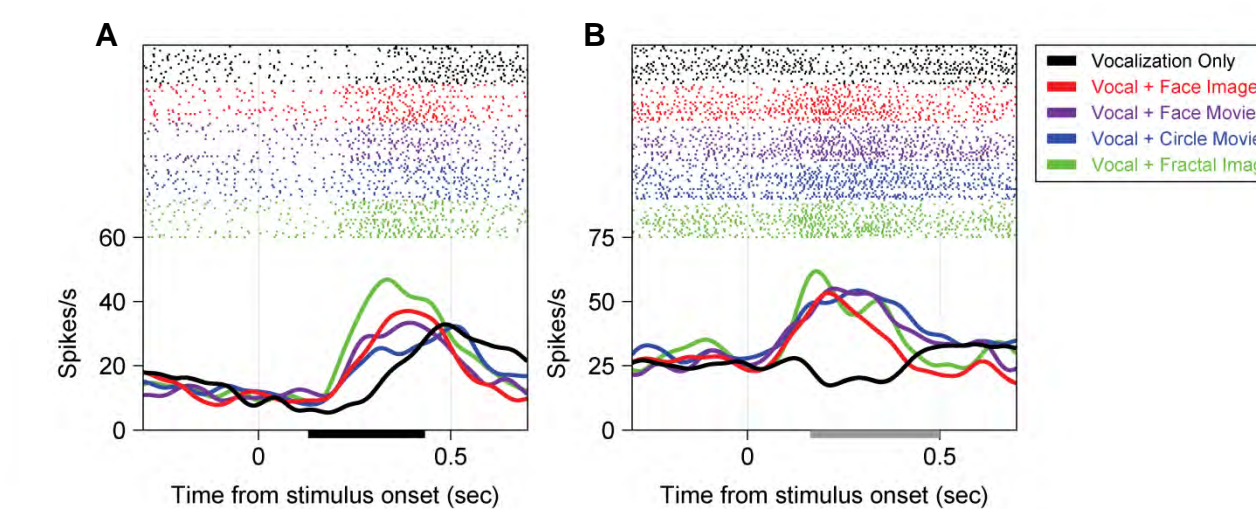 A
B
Vocalization Only
Vocal + Face Image
Vocal + Face Movie
Vocal + Circle Movie
Vocal + Fractal Imag
60
40
20
0
Spikes/s
0
0.5
Time from stimulus onset (sec)
75
50
25
0
Spikes/s
0
0.5
Time from stimulus onset (sec)